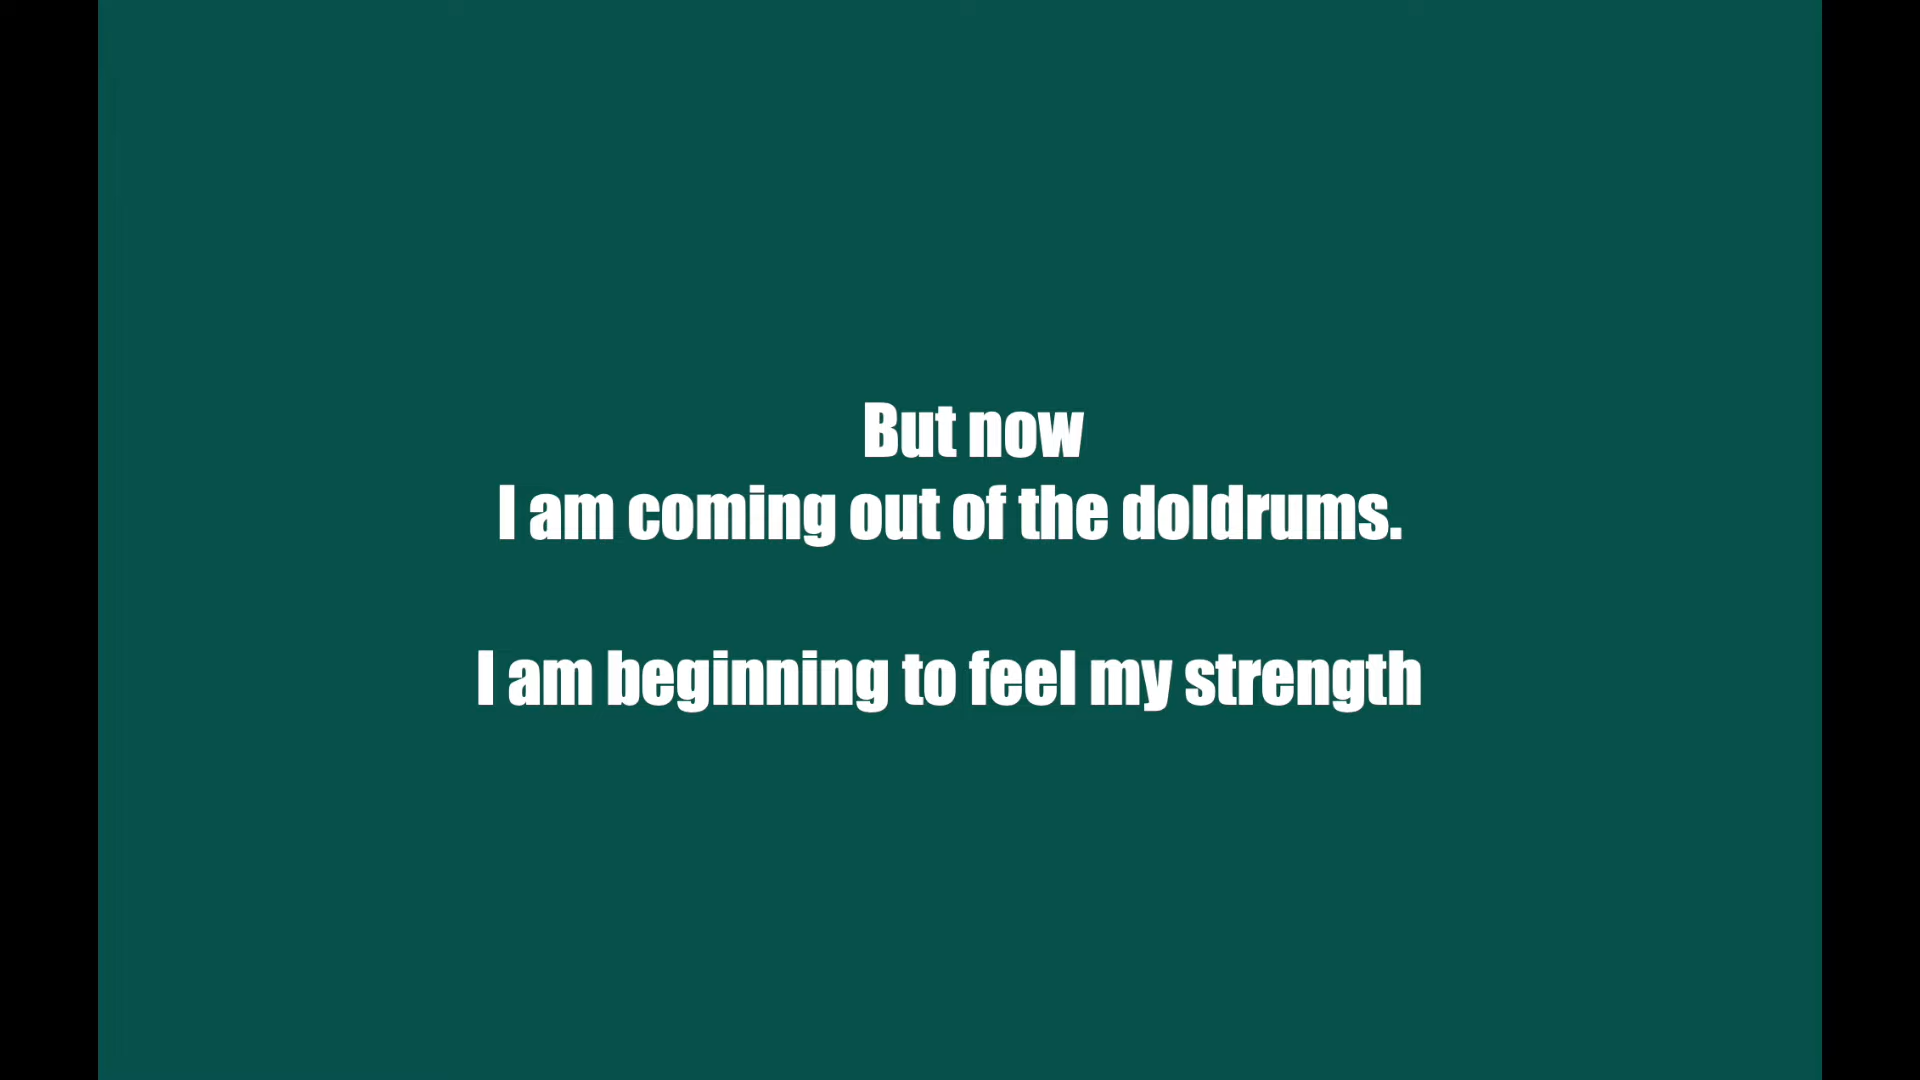 But now
I am coming out of the doldrums.
I am beginning to feel my strength